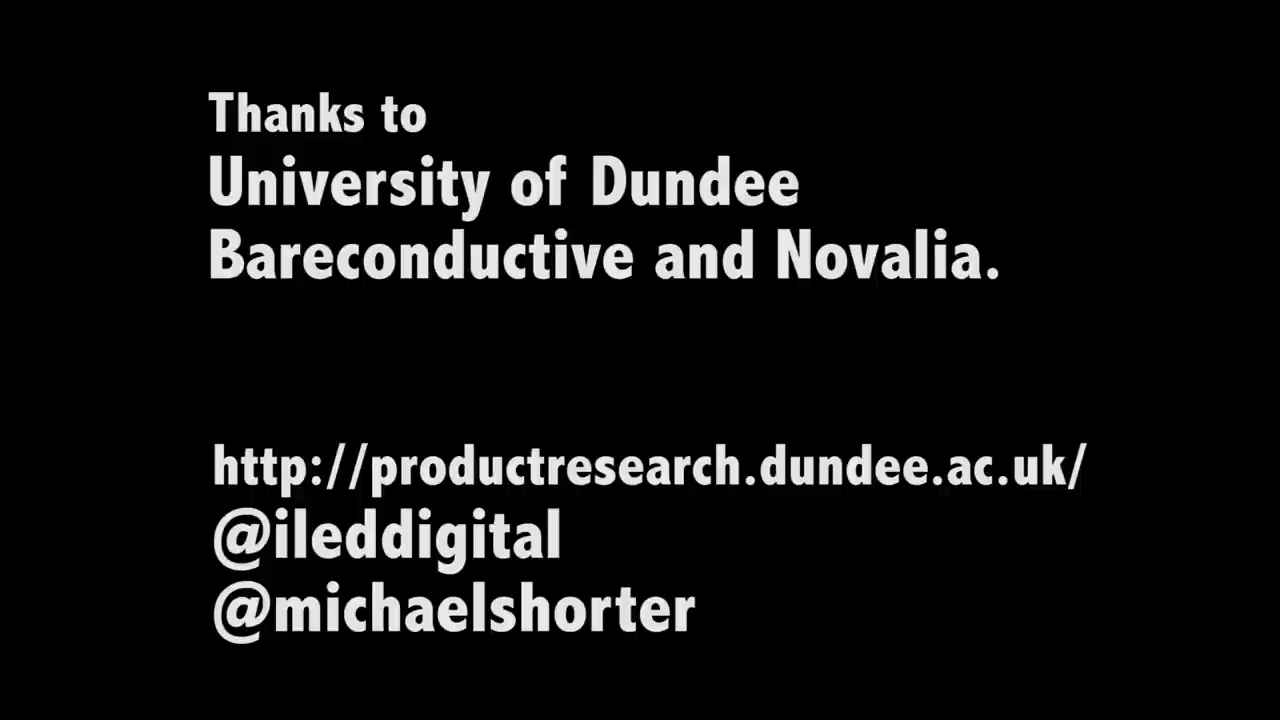 Thanks to
University of Dundee
Bareconductive and Novalia.
http://productresearch.dundee.ac.uk/
@ileddigital
@michaelshorter